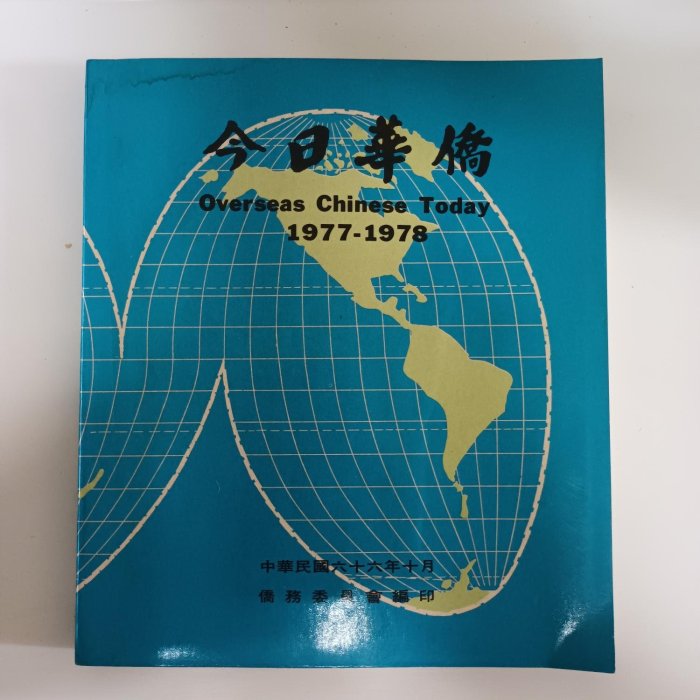 今日華僑
Overseas Chinese Today
1977-1978
中華民國六十六年十月
僑務委員會編印